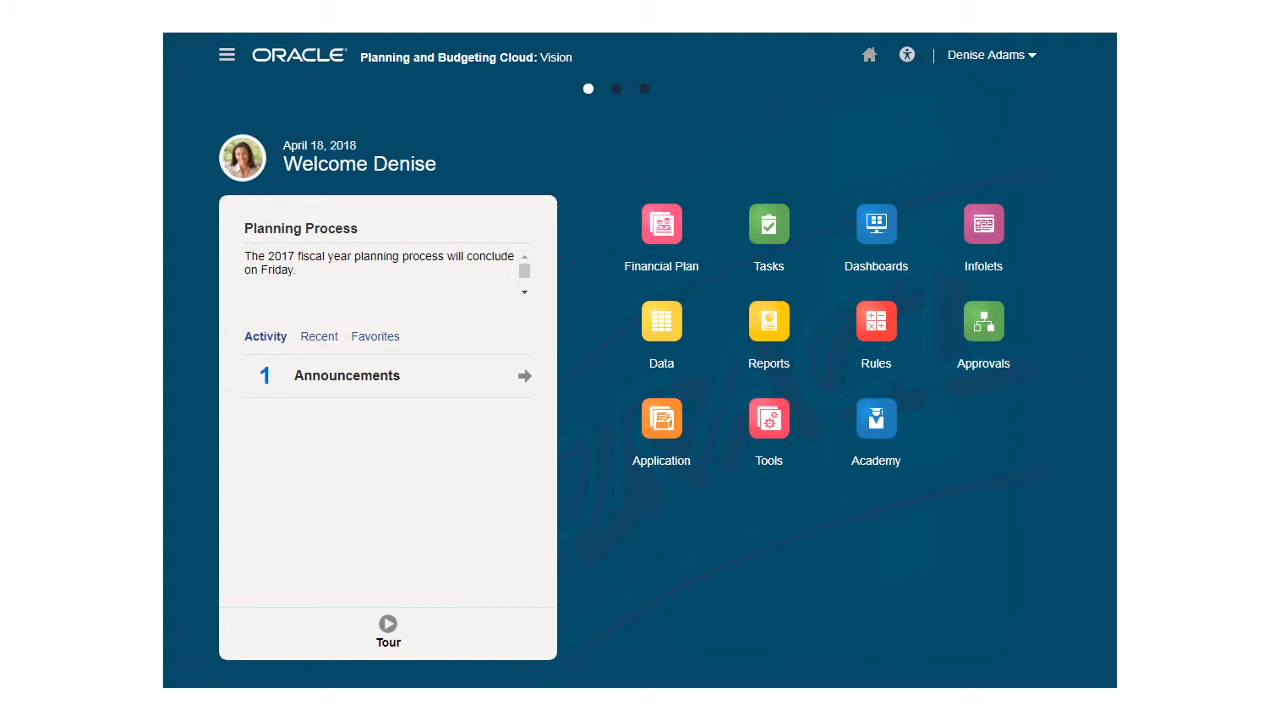 ORACLE Planning and Budgeting Cloud: Vision
Denise Adams
April 18, 2018
Welcome Denise
Planning Process
The 2017 fiscal year planning process will conclude
on Friday.
Activity Recent Favorites
1 Announcements
Tour
Financial Plan Tasks Dashboards Infolets
Data Reports Rules Approvals
Application Tools Academy